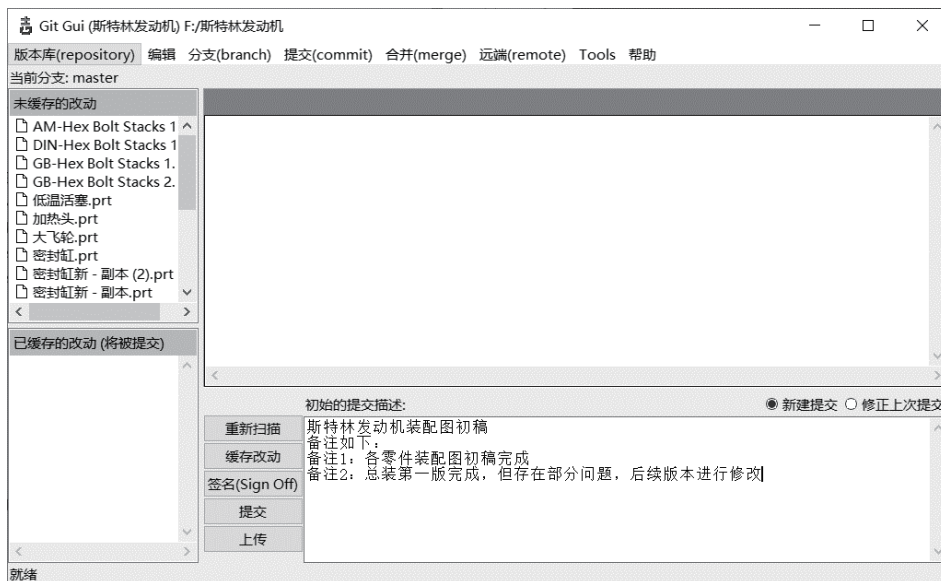 Git Gui (斯特林发动机) F:/斯特林发动机
版本库(repository) 编辑 分支(branch) 提交(commit) 合并(merge) 远端(remote) Tools 帮助
当前分支: master
未缓存的改动
AM-Hex Bolt Stacks 1
DIN-Hex Bolt Stacks 1
GB-Hex Bolt Stacks 1.
GB-Hex Bolt Stacks 2.
低温活塞.prt
加热头.prt
大飞轮.prt
密封缸.prt
密封缸新 - 副本 (2).prt
密封缸新 - 副本.prt
已缓存的改动 (将被提交)
初始的提交描述:
新建提交 修正上次提交
重新扫描
缓存改动
签名(Sign Off)
提交
上传
斯特林发动机装配图初稿
备注如下:
备注1: 各零件装配图初稿完成
备注2: 总装第一版完成, 但存在部分问题, 后续版本进行修改
就绪